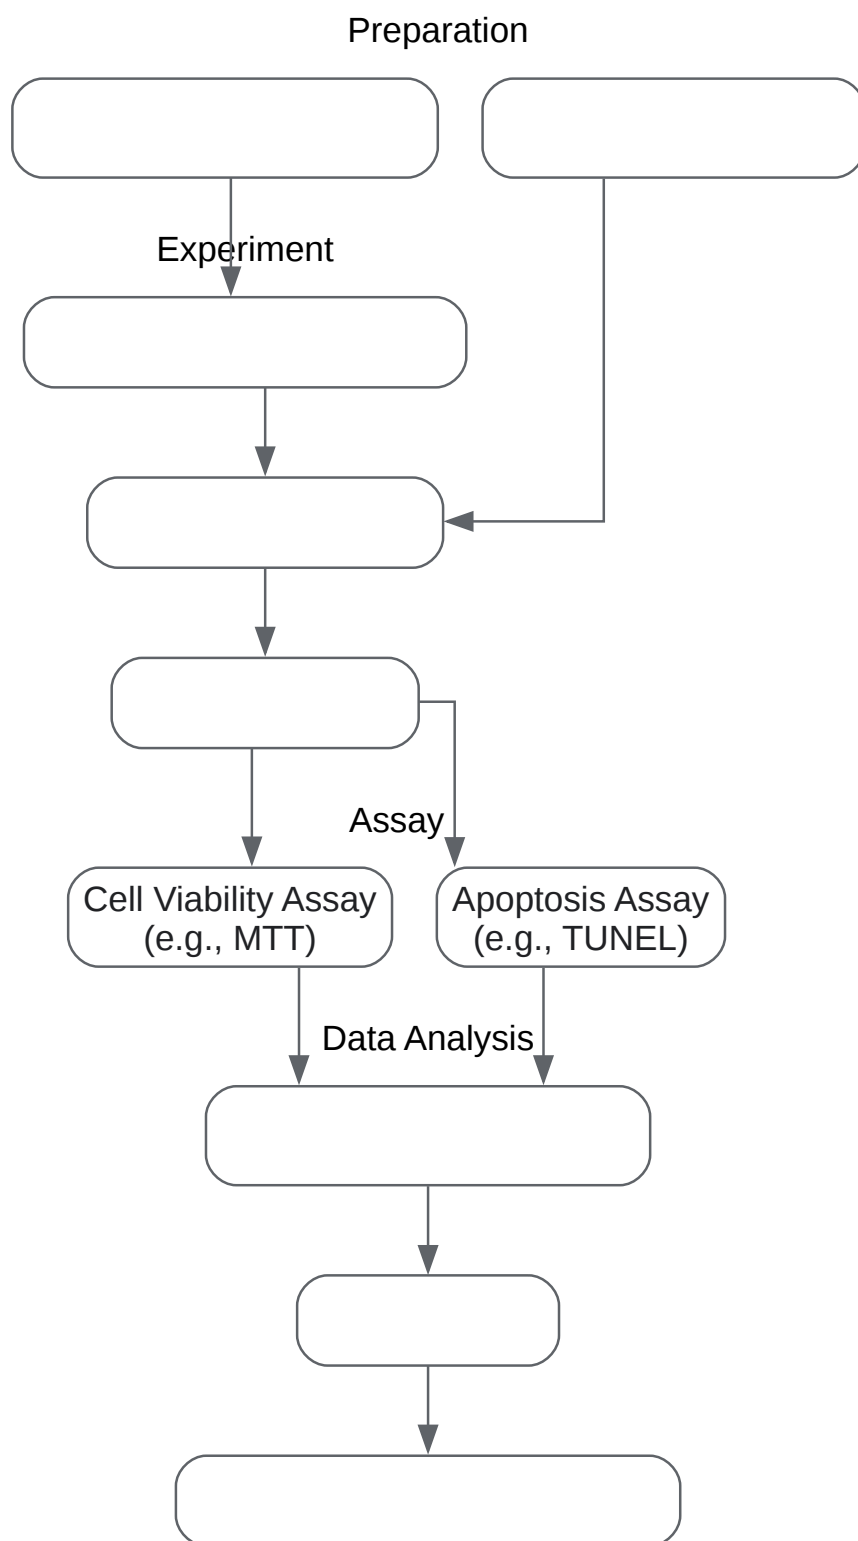 Preparation
Experiment
Assay
Cell Viability Assay
(e.g., MTT)
Apoptosis Assay
(e.g., TUNEL)
Data Analysis